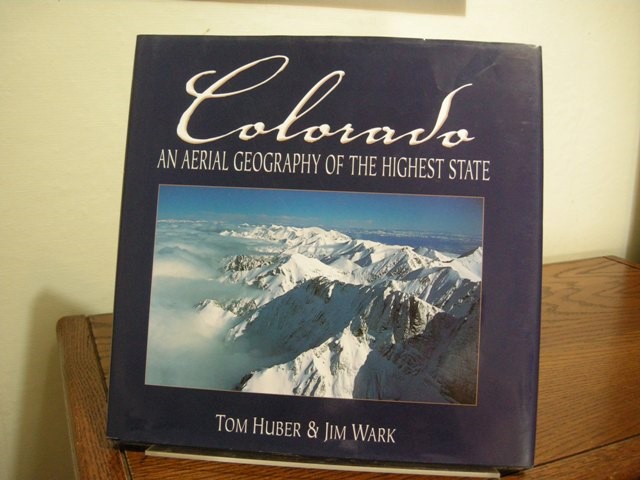 Colorado
AN AERIAL GEOGRAPHY OF THE HIGHEST STATE
TOM HUBER & JIM WARK